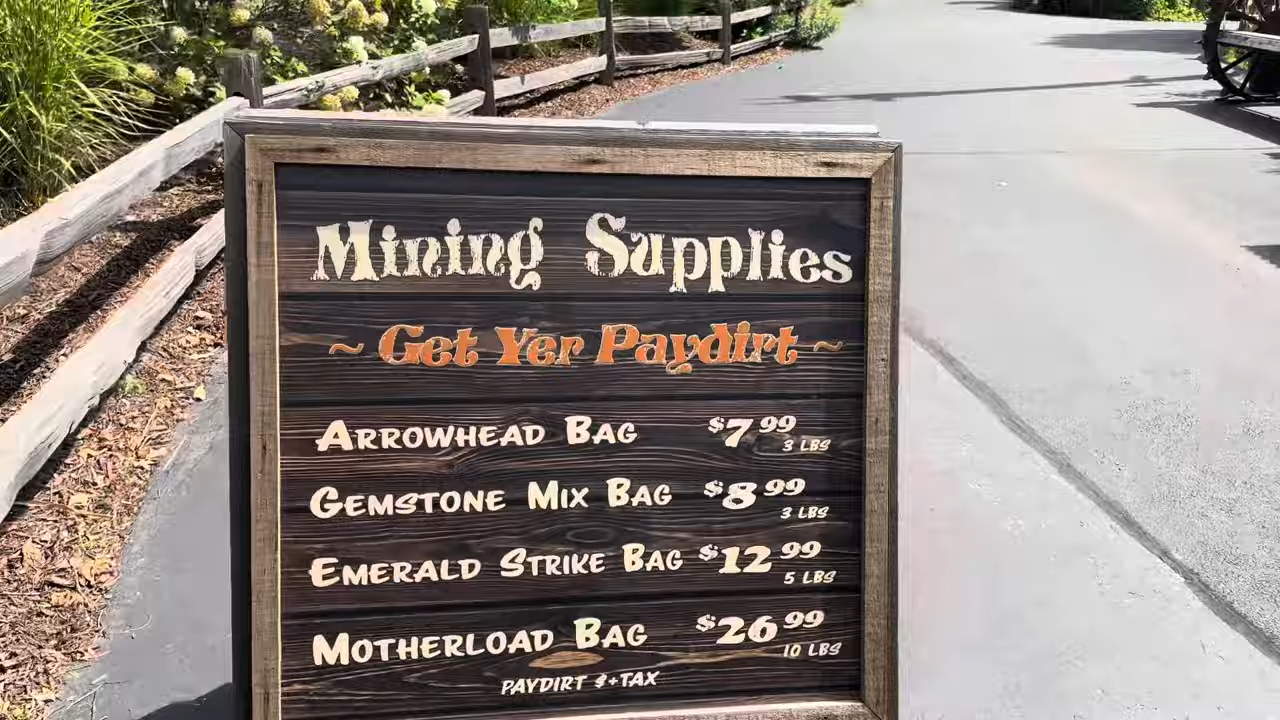 Mining Supplies
~ Get Yer Paydirt ~
Arrowhead Bag $7.99
3 lbs
Gemstone Mix Bag $8.99
3 lbs
Emerald Strike Bag $12.99
5 lbs
Motherload Bag $26.99
10 lbs
Paydirt $+Tax